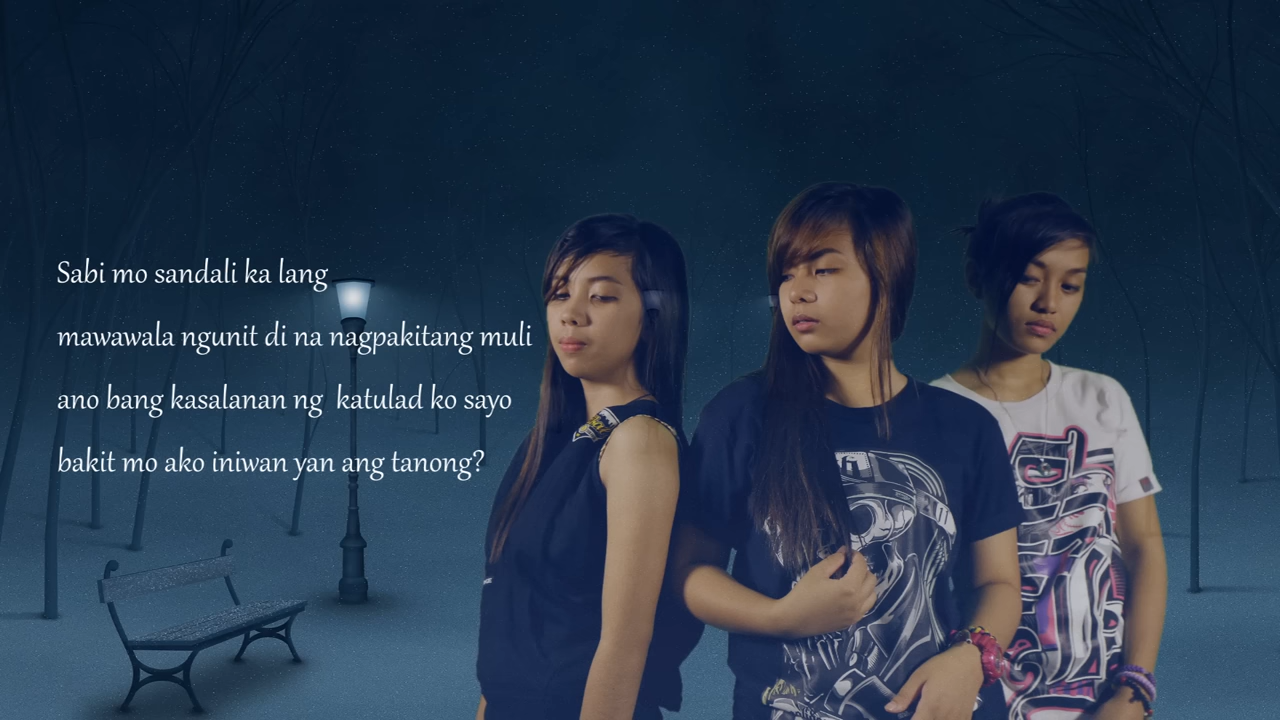 Sabi mo sandali ka lang
mawawala ngunit di na nagpakitang muli
ano bang kasalanan ng katulad ko sayo
bakit mo ako iniwan yan ang tanong?